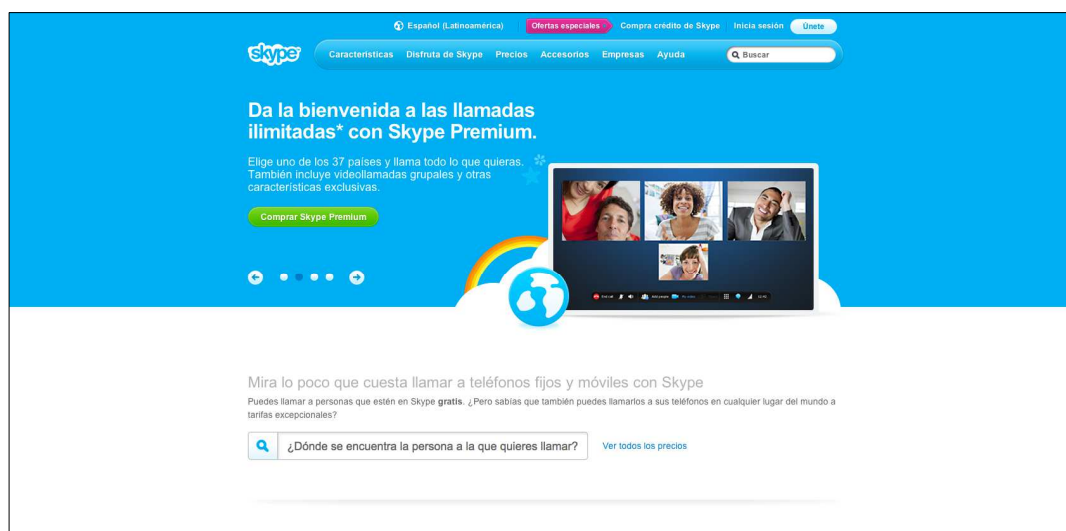 Español (Latinoamérica) Ofertas especiales Compra crédito de Skype Inicia sesión Únete
skype Características Disfruta de Skype Precios Accesorios Empresas Ayuda Buscar
Da la bienvenida a las llamadas
ilimitadas* con Skype Premium.
Elige uno de los 37 países y llama todo lo que quieras.
También incluye videollamadas grupales y otras
características exclusivas.
Comprar Skype Premium
End call Add people
Mira lo poco que cuesta llamar a teléfonos fijos y móviles con Skype
Puedes llamar a personas que estén en Skype gratis. ¿Pero sabías que también puedes llamarlos a sus teléfonos en cualquier lugar del mundo a
tarifas excepcionales?
¿Dónde se encuentra la persona a la que quieres llamar? Ver todos los precios